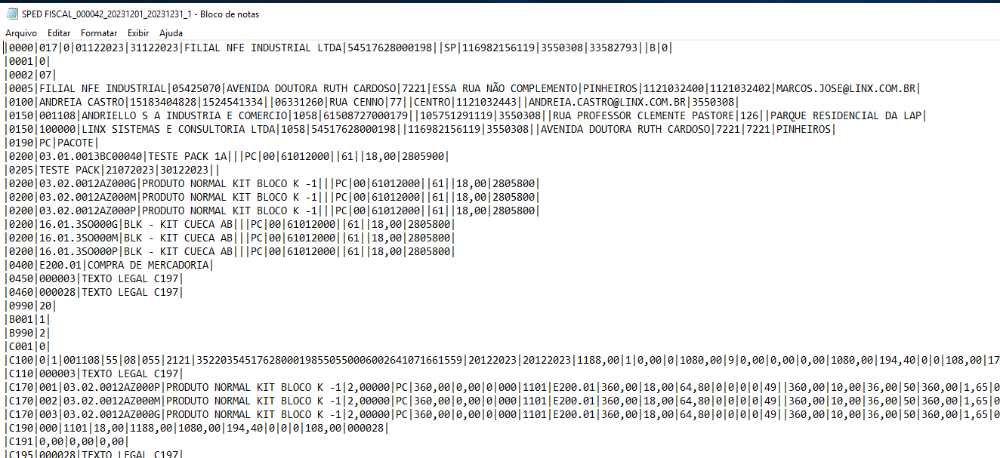 SPED FISCAL_000042_20231201_20231231_1 - Bloco de notas
Arquivo Editar Formatar Exibir Ajuda
|0000|017|0|01122023|31122023|FILIAL NFE INDUSTRIAL LTDA|54517628000198||SP|116982156119|3550308|33582793||B|0|
|0001|0|
|0002|07|
|0005|FILIAL NFE INDUSTRIAL|05425070|AVENIDA DOUTORA RUTH CARDOSO|7221|ESSA RUA NÃO COMPLEMENTO|PINHEIROS|1121032400|1121032402|MARCOS.JOSE@LINX.COM.BR|
|0100|ANDREIA CASTRO|15183404828|1524541334||06331260|RUA CENNO|77||CENTRO|1121032443||ANDREIA.CASTRO@LINX.COM.BR|3550308|
|0150|001108|ANDRIELLO S A INDUSTRIA E COMERCIO|1058|61508727000179||105751291119|3550308||RUA PROFESSOR CLEMENTE PASTORE|126||PARQUE RESIDENCIAL DA LAP|
|0150|100000|LINX SISTEMAS E CONSULTORIA LTDA|1058|54517628000198||116982156119|3550308||AVENIDA DOUTORA RUTH CARDOSO|7221|7221|PINHEIROS|
|0190|PC|PACOTE|
|0200|03.01.0013BC00040|TESTE PACK 1A|||PC|00|61012000||61||18,00|2805900|
|0205|TESTE PACK|21072023|30122023||
|0200|03.02.0012AZ000G|PRODUTO NORMAL KIT BLOCO K -1|||PC|00|61012000||61||18,00|2805800|
|0200|03.02.0012AZ000M|PRODUTO NORMAL KIT BLOCO K -1|||PC|00|61012000||61||18,00|2805800|
|0200|03.02.0012AZ000P|PRODUTO NORMAL KIT BLOCO K -1|||PC|00|61012000||61||18,00|2805800|
|0200|16.01.3SO000G|BLK - KIT CUECA AB|||PC|00|61012000||61||18,00|2805800|
|0200|16.01.3SO000M|BLK - KIT CUECA AB|||PC|00|61012000||61||18,00|2805800|
|0200|16.01.3SO000P|BLK - KIT CUECA AB|||PC|00|61012000||61||18,00|2805800|
|0400|E200.01|COMPRA DE MERCADORIA|
|0450|000003|TEXTO LEGAL C197|
|0460|000028|TEXTO LEGAL C197|
|0990|20|
|B001|1|
|B990|2|
|C001|0|
|C100|0|1|001108|55|08|055|2121|35220354517628000198550550006002641071661559|20122023|20122023|1188,00|1|0,00|0|1080,00|9|0,00|0,00|0,00|1080,00|194,40|0|0|108,00|17
|C110|000003|TEXTO LEGAL C197|
|C170|001|03.02.0012AZ000P|PRODUTO NORMAL KIT BLOCO K -1|2,00000|PC|360,00|0,00|0|000|1101|E200.01|360,00|18,00|64,80|0|0|0|0|49||360,00|10,00|36,00|50|360,00|1,65|0
|C170|002|03.02.0012AZ000M|PRODUTO NORMAL KIT BLOCO K -1|2,00000|PC|360,00|0,00|0|000|1101|E200.01|360,00|18,00|64,80|0|0|0|0|49||360,00|10,00|36,00|50|360,00|1,65|0
|C170|003|03.02.0012AZ000G|PRODUTO NORMAL KIT BLOCO K -1|2,00000|PC|360,00|0,00|0|000|1101|E200.01|360,00|18,00|64,80|0|0|0|0|49||360,00|10,00|36,00|50|360,00|1,65|0
|C190|000|1101|18,00|1188,00|1080,00|194,40|0|0|0|108,00|000028|
|C191|0,00|0,00|0,00|
|C195|000028|TEXTO LEGAL C197|